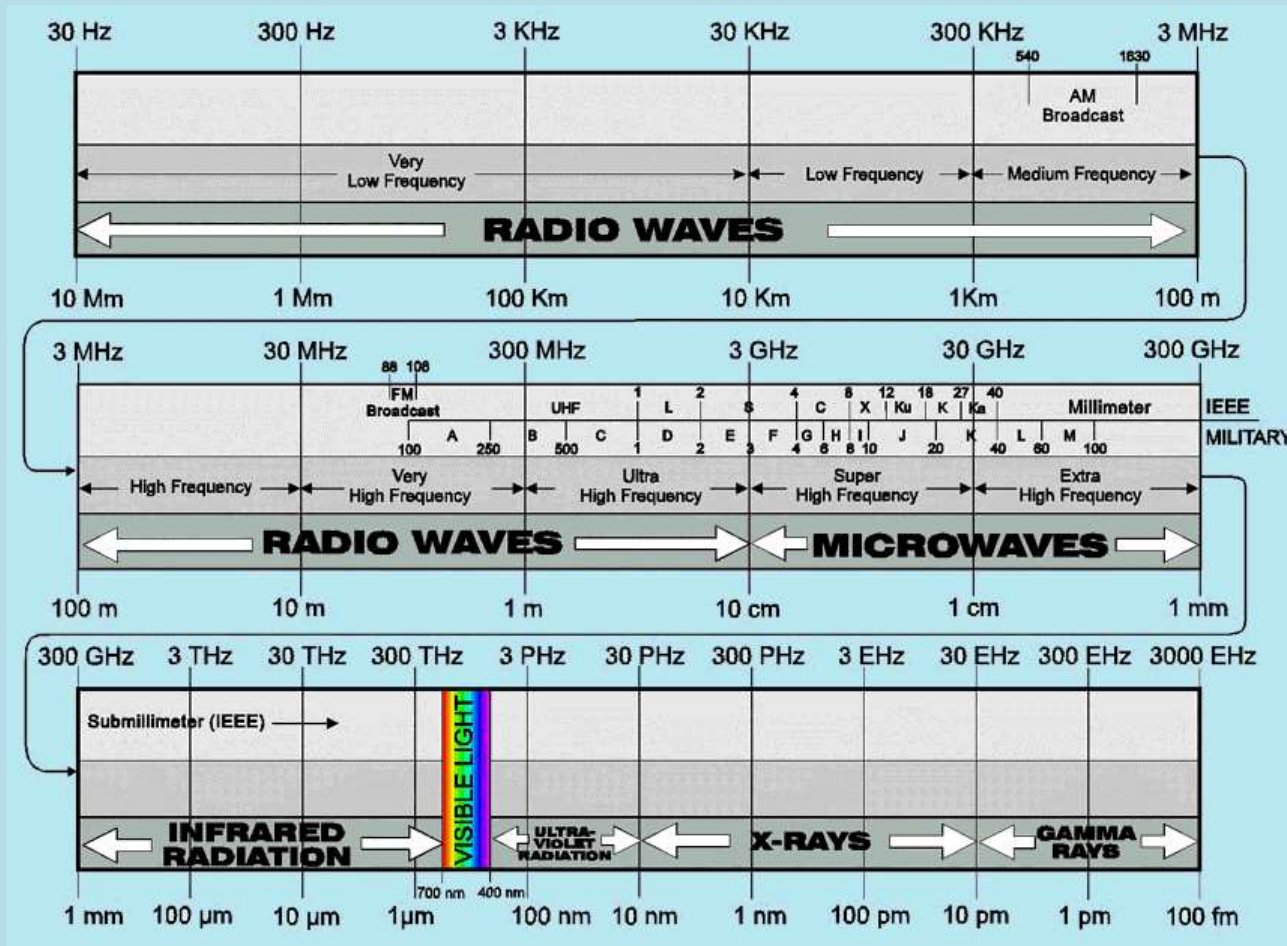 30 Hz 300 Hz 3 KHz 30 KHz 300 KHz 3 MHz
540 1630
AM
Broadcast
Very
Low Frequency Low Frequency Medium Frequency
RADIO WAVES
10 Mm 1 Mm 100 Km 10 Km 1Km 100 m
3 MHz 30 MHz 300 MHz 3 GHz 30 GHz 300 GHz
88 108
FM
Broadcast
UHF 1 L 2 S 4 C 8 X 12 Ku 18 K 27 Ka 40 Millimeter IEEE
A B C D E F G H I J K L M MILITARY
100 250 500 1 2 3 4 6 8 10 20 40 60 100
High Frequency Very
High Frequency Ultra
High Frequency Super
High Frequency Extra
High Frequency
RADIO WAVES MICROWAVES
100 m 10 m 1 m 10 cm 1 cm 1 mm
300 GHz 3 THz 30 THz 300 THz 3 PHz 30 PHz 300 PHz 3 EHz 30 EHz 300 EHz 3000 EHz
Submillimeter (IEEE)
VISIBLE LIGHT
INFRARED
RADIATION
ULTRA-
VIOLET
RADIATION
X-RAYS
GAMMA
RAYS
700 nm 400 nm
1 mm 100 µm 10 µm 1µm 100 nm 10 nm 1 nm 100 pm 10 pm 1 pm 100 fm